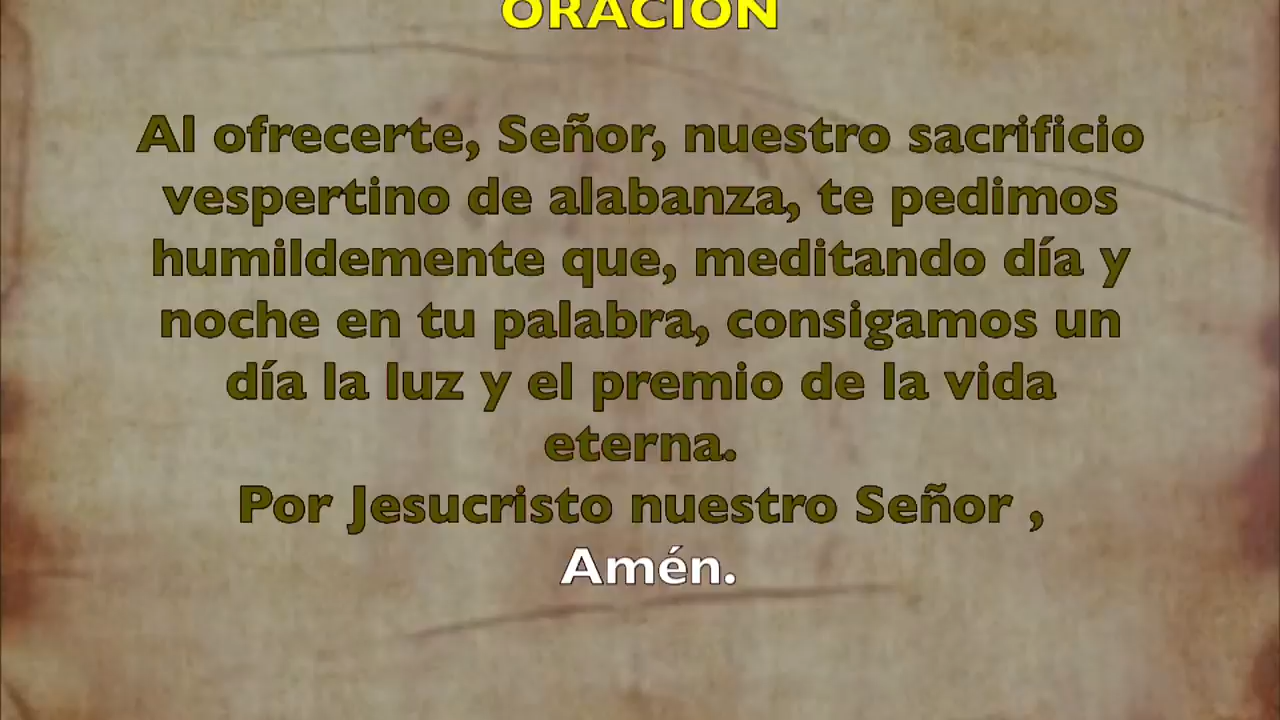 ORACION
Al ofrecerte, Señor, nuestro sacrificio
vespertino de alabanza, te pedimos
humildemente que, meditando día y
noche en tu palabra, consigamos un
día la luz y el premio de la vida
eterna.
Por Jesucristo nuestro Señor ,
Amén.